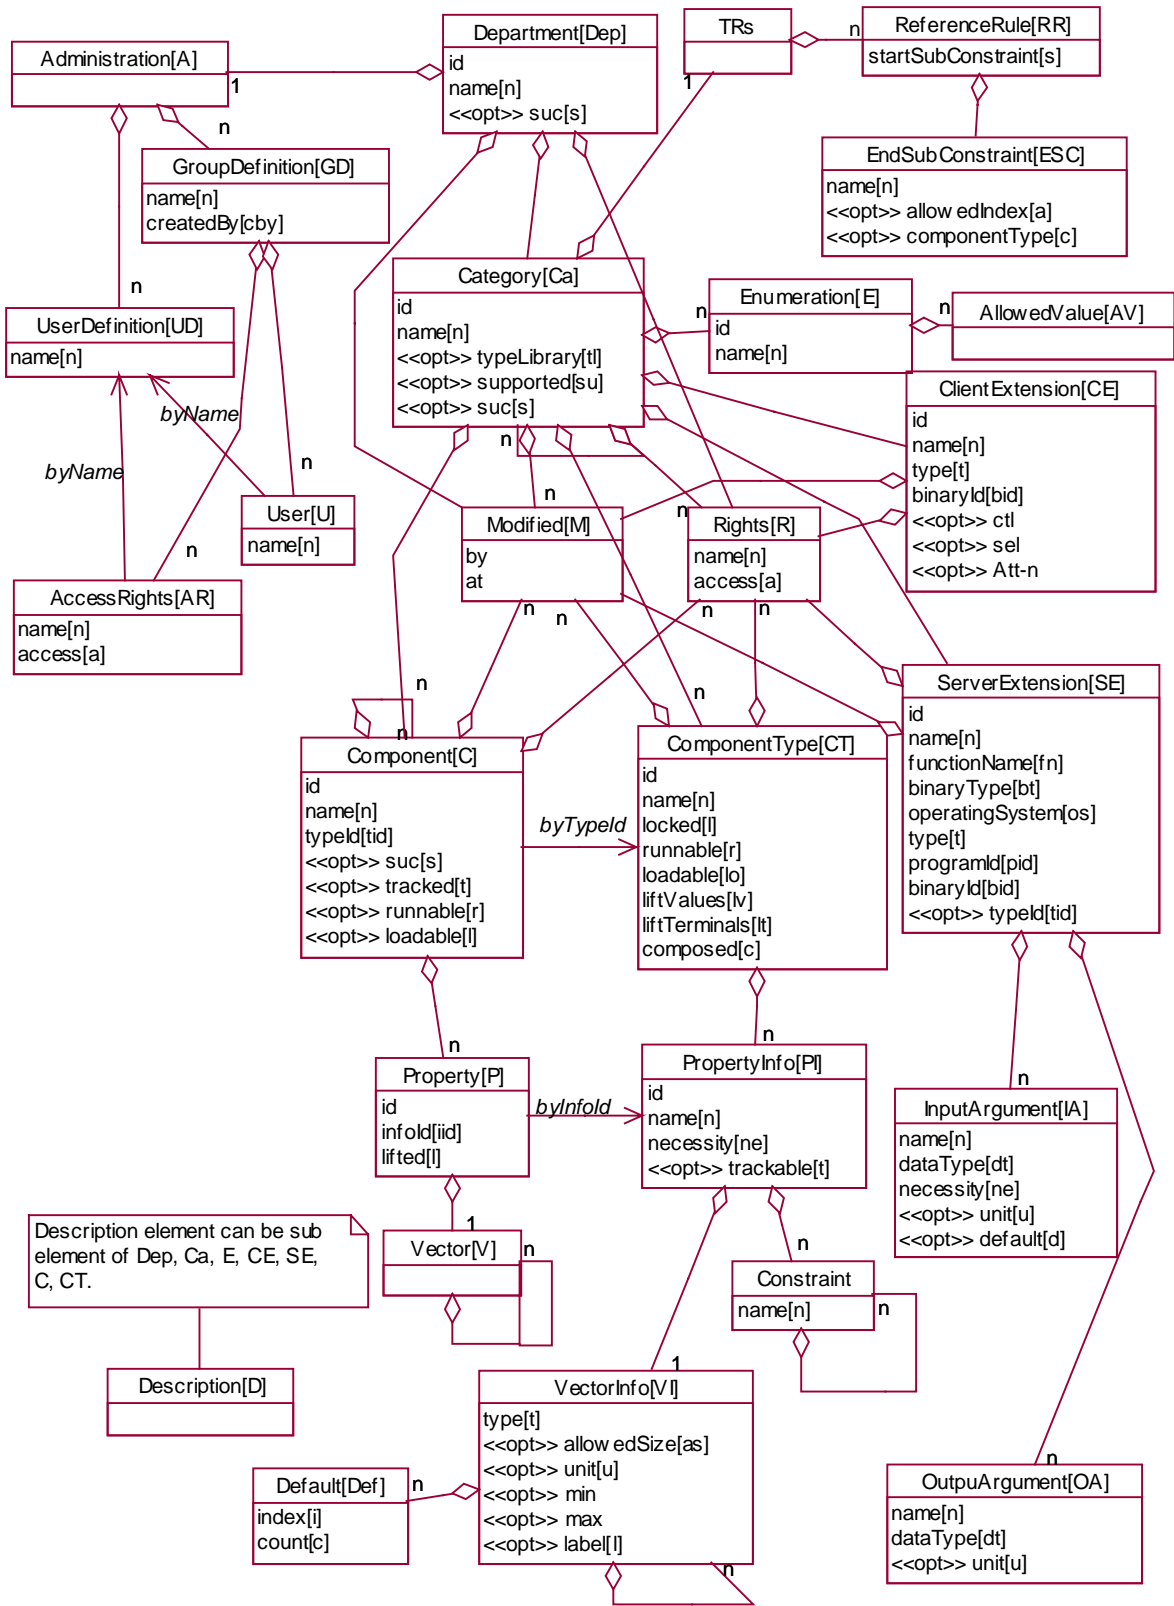 Department[Dep]
id
name[n]
<<opt>> suc[s]
TRs
n
ReferenceRule[RR]
startSubConstraint[s]
Administration[A]
1
1
n
GroupDefinition[GD]
name[n]
createdBy[cby]
EndSubConstraint[ESC]
name[n]
<<opt>> allowedIndex[a]
<<opt>> componentType[c]
n
UserDefinition[UD]
name[n]
Category[Ca]
id
name[n]
<<opt>> typeLibrary[tl]
<<opt>> supported[su]
<<opt>> suc[s]
n
Enumeration[E]
id
name[n]
n
AllowedValue[AV]
byName
byName
n
User[U]
name[n]
n
AccessRights[AR]
name[n]
access[a]
ClientExtension[CE]
id
name[n]
type[t]
binaryId[bid]
<<opt>> ctl
<<opt>> sel
<<opt>> Att-n
n
n
Modified[M]
by
at
n
Rights[R]
name[n]
access[a]
n
n
n
n
n
n
n
Component[C]
id
name[n]
typeId[tid]
<<opt>> suc[s]
<<opt>> tracked[t]
<<opt>> runnable[r]
<<opt>> loadable[l]
byTypeId
ComponentType[CT]
id
name[n]
locked[l]
runnable[r]
loadable[lo]
liftValues[lv]
liftTerminals[lt]
composed[c]
ServerExtension[SE]
id
name[n]
functionName[fn]
binaryType[bt]
operatingSystem[os]
type[t]
programId[pid]
binaryId[bid]
<<opt>> typeId[tid]
n
Property[P]
id
infoId[iid]
lifted[l]
byInfoId
n
PropertyInfo[PI]
id
name[n]
necessity[ne]
<<opt>> trackable[t]
n
InputArgument[IA]
name[n]
dataType[dt]
necessity[ne]
<<opt>> unit[u]
<<opt>> default[d]
Description element can be sub
element of Dep, Ca, E, CE, SE,
C, CT.
1
Vector[V]
n
n
Constraint
name[n]
n
Description[D]
1
VectorInfo[VI]
type[t]
<<opt>> allowedSize[as]
<<opt>> unit[u]
<<opt>> min
<<opt>> max
<<opt>> label[l]
n
Default[Def]
index[i]
count[c]
n
n
OutpuArgument[OA]
name[n]
dataType[dt]
<<opt>> unit[u]